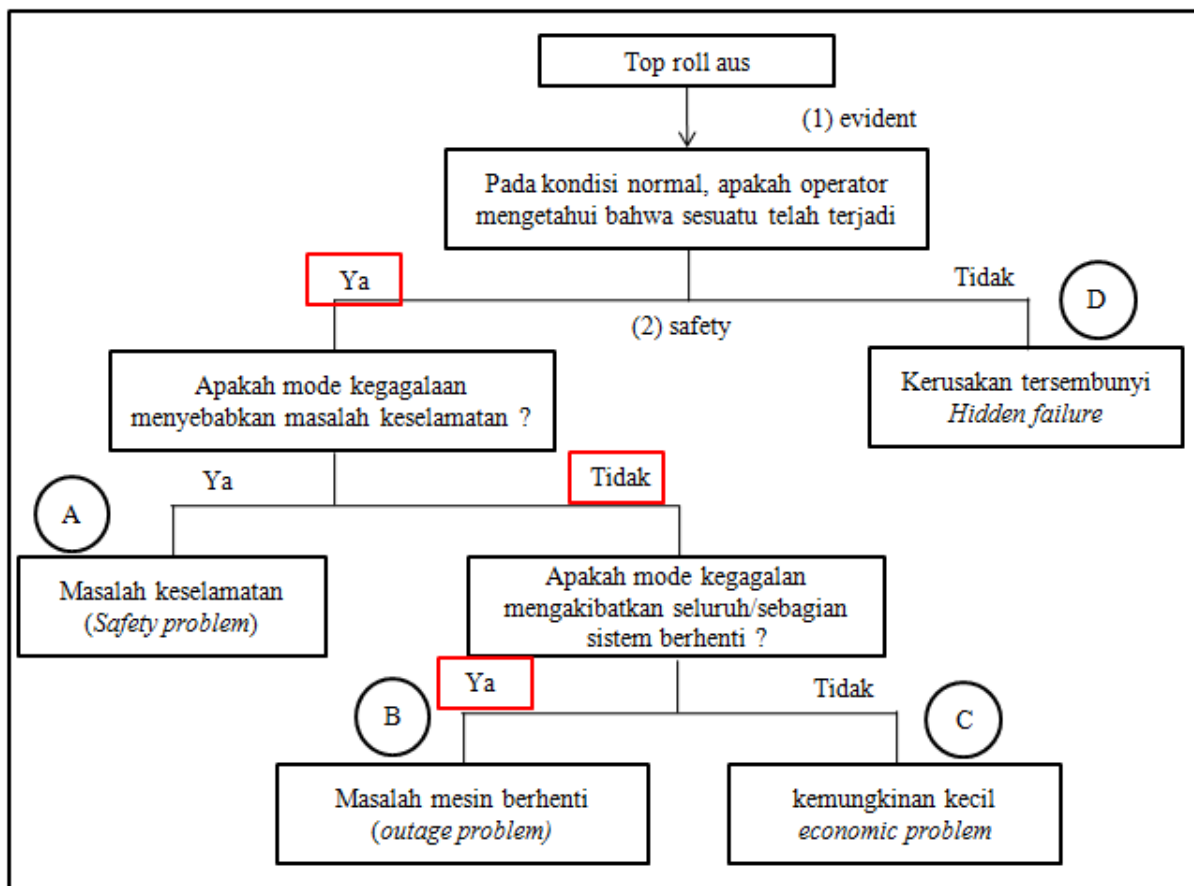 Top roll aus
(1) evident
Pada kondisi normal, apakah operator
mengetahui bahwa sesuatu telah terjadi
Ya
Tidak
D
(2) safety
Apakah mode kegagalaan
menyebabkan masalah keselamatan ?
Kerusakan tersembunyi
Hidden failure
Ya
Tidak
A
Masalah keselamatan
(Safety problem)
Apakah mode kegagalan
mengakibatkan seluruh/sebagian
sistem berhenti ?
Ya
Tidak
B
C
Masalah mesin berhenti
(outage problem)
kemungkinan kecil
economic problem